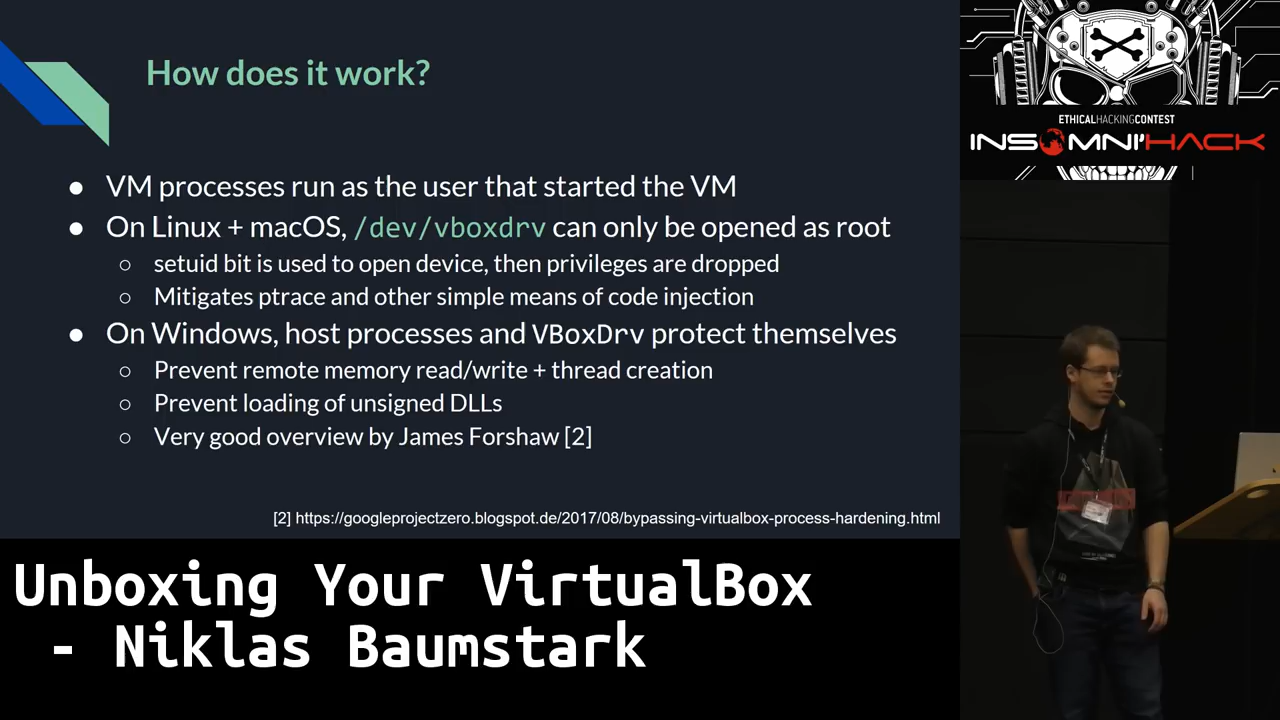 How does it work?
● VM processes run as the user that started the VM
● On Linux + macOS, /dev/vboxdrv can only be opened as root
○ setuid bit is used to open device, then privileges are dropped
○ Mitigates ptrace and other simple means of code injection
● On Windows, host processes and VBoxDrv protect themselves
○ Prevent remote memory read/write + thread creation
○ Prevent loading of unsigned DLLs
○ Very good overview by James Forshaw [2]
[2] https://googleprojectzero.blogspot.de/2017/08/bypassing-virtualbox-process-hardening.html
Unboxing Your VirtualBox
- Niklas Baumstark
ETHICALHACKINGCONTEST
INSOMNI'HACK